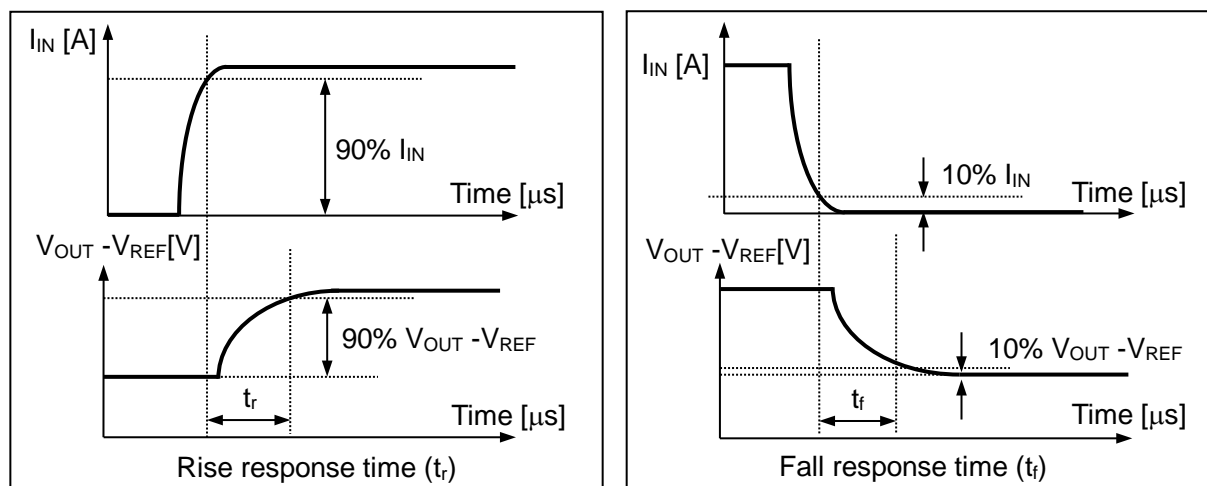 I_IN [A]
90% I_IN
Time [μs]
V_OUT -V_REF[V]
90% V_OUT -V_REF
t_r
Time [μs]
Rise response time (t_r)
I_IN [A]
10% I_IN
Time [μs]
V_OUT -V_REF[V]
10% V_OUT -V_REF
t_f
Time [μs]
Fall response time (t_f)